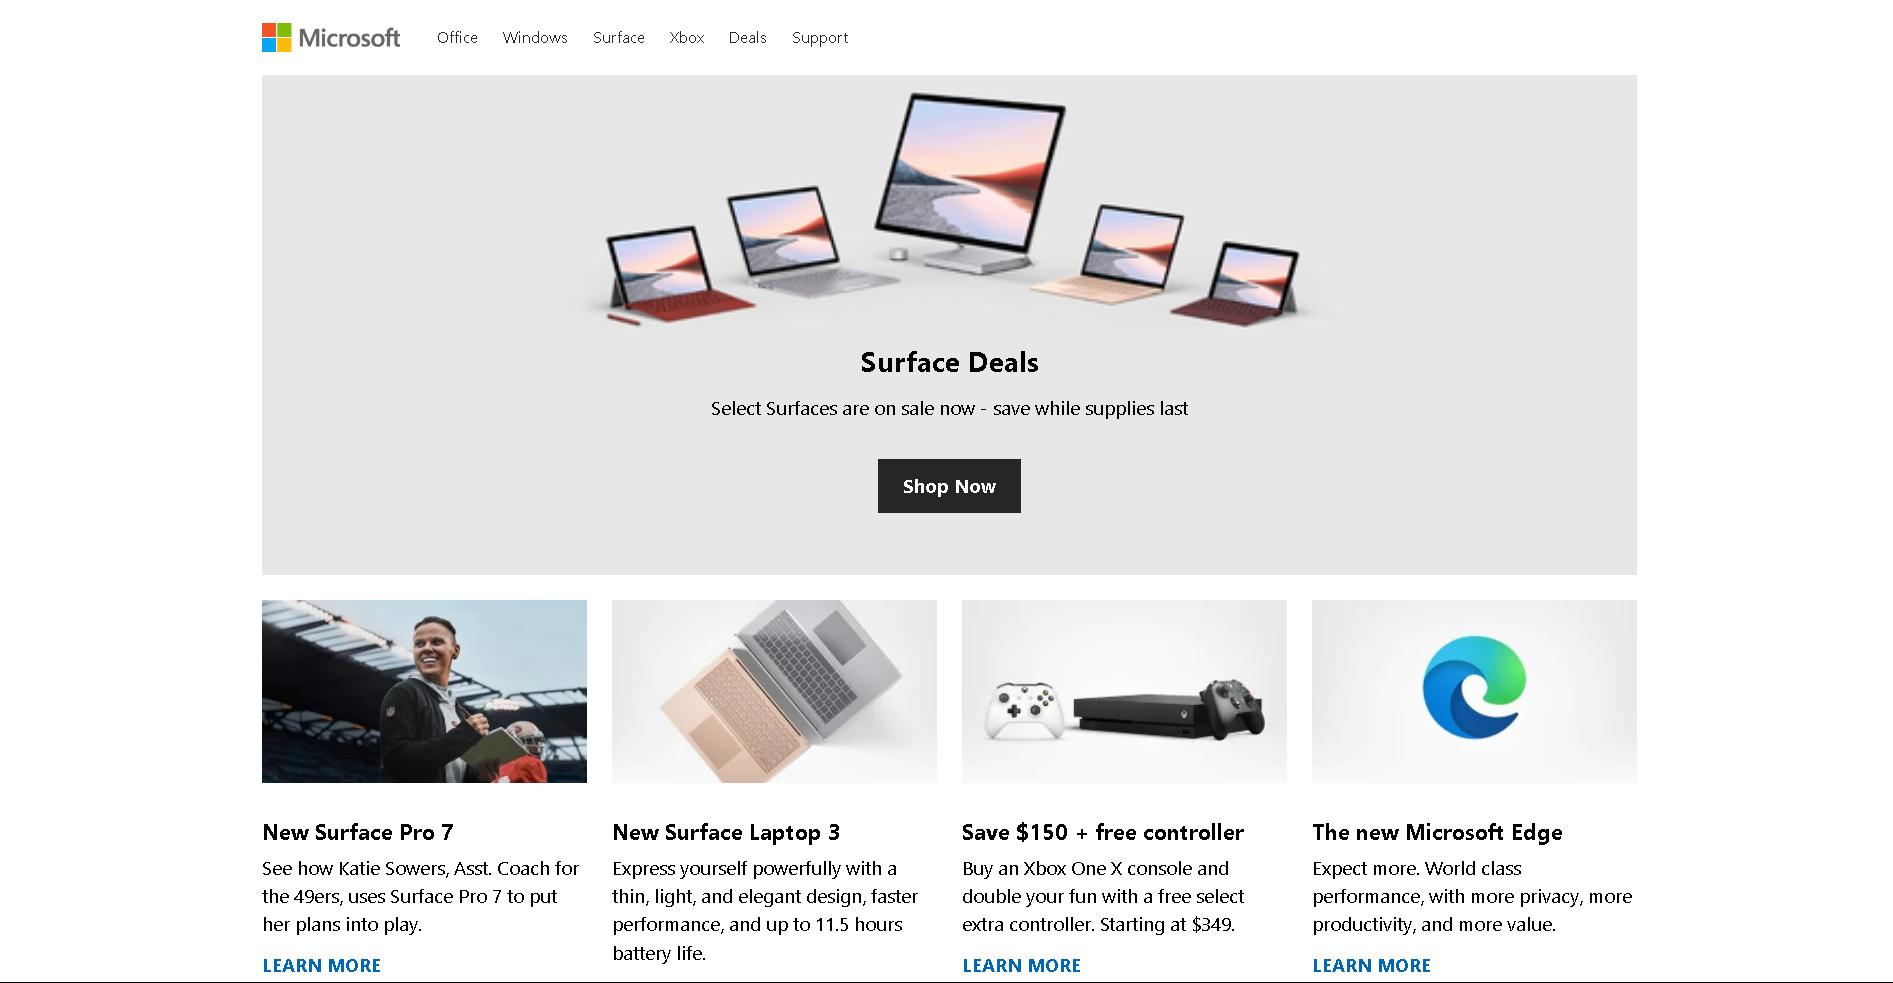 Microsoft
Office
Windows
Surface
Xbox
Deals
Support
Surface Deals
Select Surfaces are on sale now - save while supplies last
Shop Now
New Surface Pro 7
See how Katie Sowers, Asst. Coach for
the 49ers, uses Surface Pro 7 to put
her plans into play.
LEARN MORE
New Surface Laptop 3
Express yourself powerfully with a
thin, light, and elegant design, faster
performance, and up to 11.5 hours
battery life.
Save $150 + free controller
Buy an Xbox One X console and
double your fun with a free select
extra controller. Starting at $349.
LEARN MORE
The new Microsoft Edge
Expect more. World class
performance, with more privacy, more
productivity, and more value.
LEARN MORE